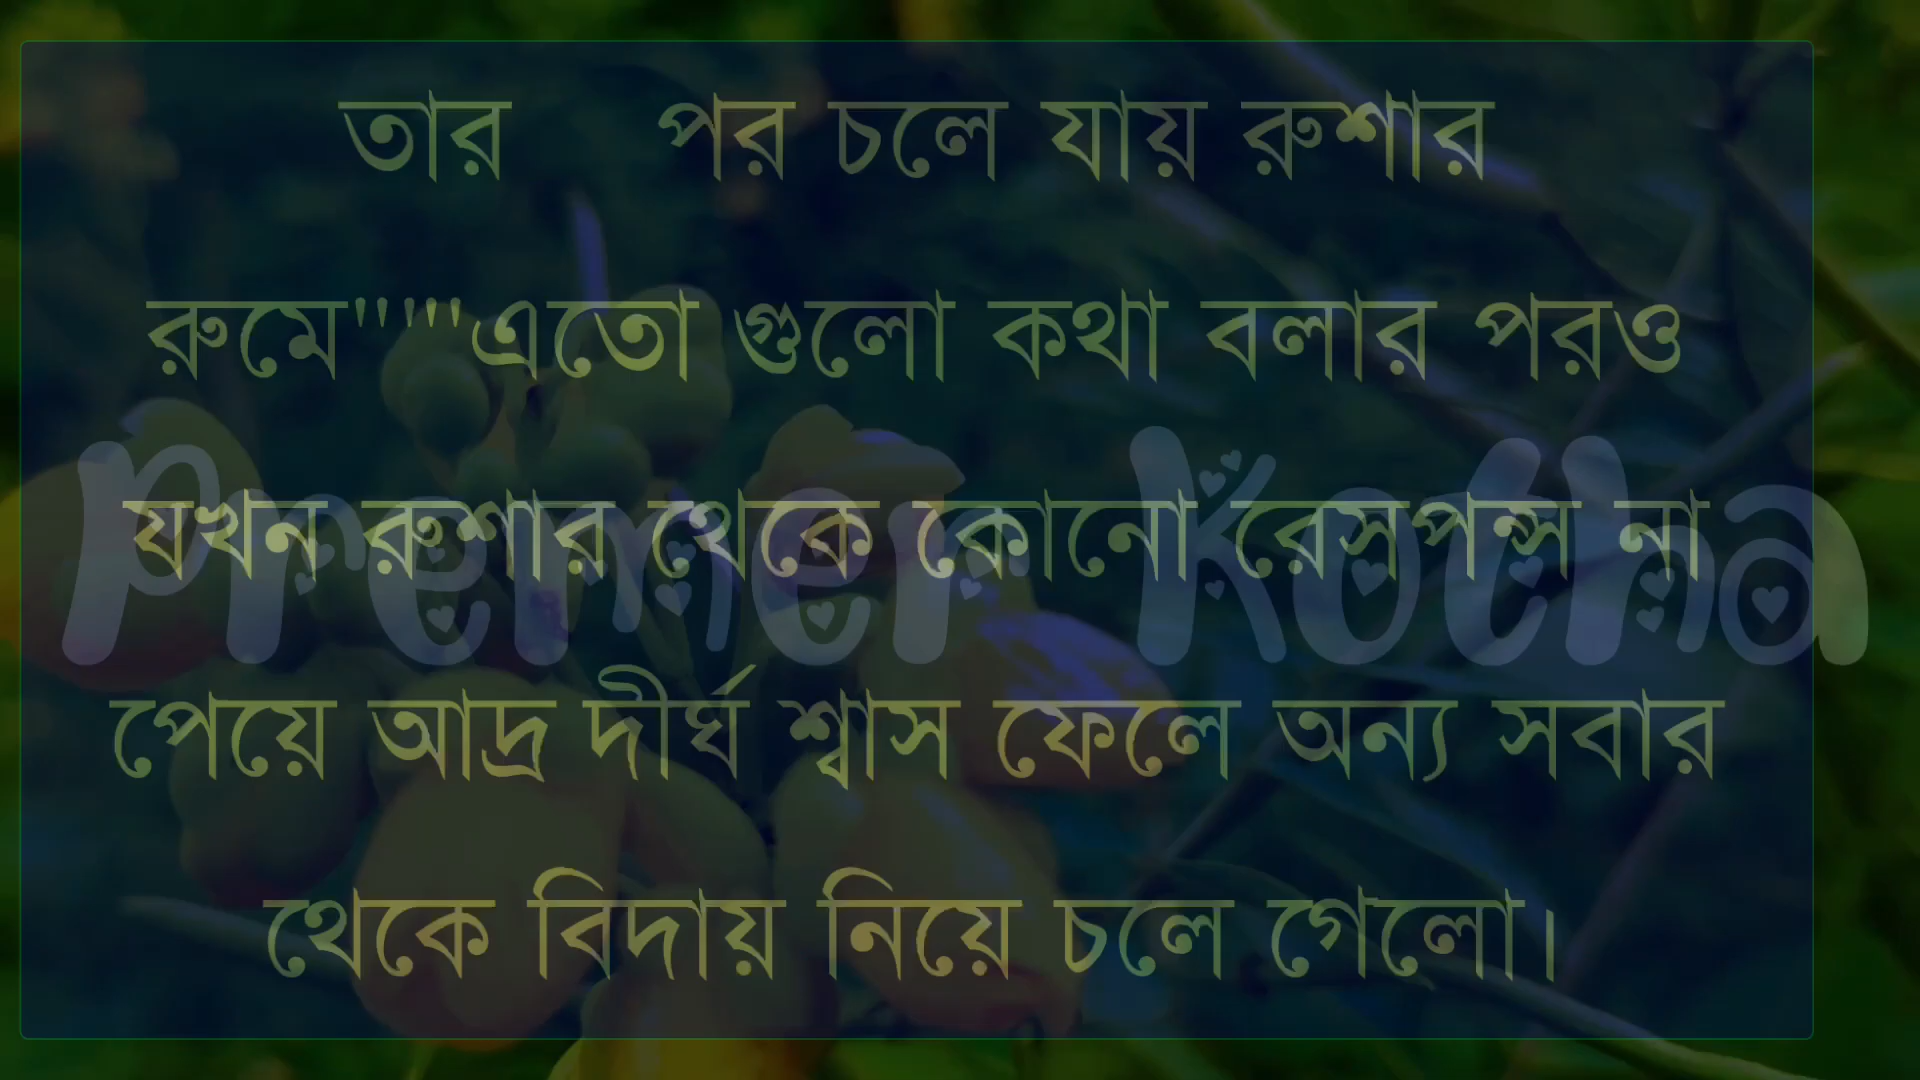 তার পর চলে যায় রুশার
রুমে""""এতো গুলো কথা বলার পরও
যখন রুশার থেকে কোনো রেসপন্স না
পেয়ে আদ্র দীর্ঘ শ্বাস ফেলে অন্য সবার
থেকে বিদায় নিয়ে চলে গেলো।
Premer Kotha